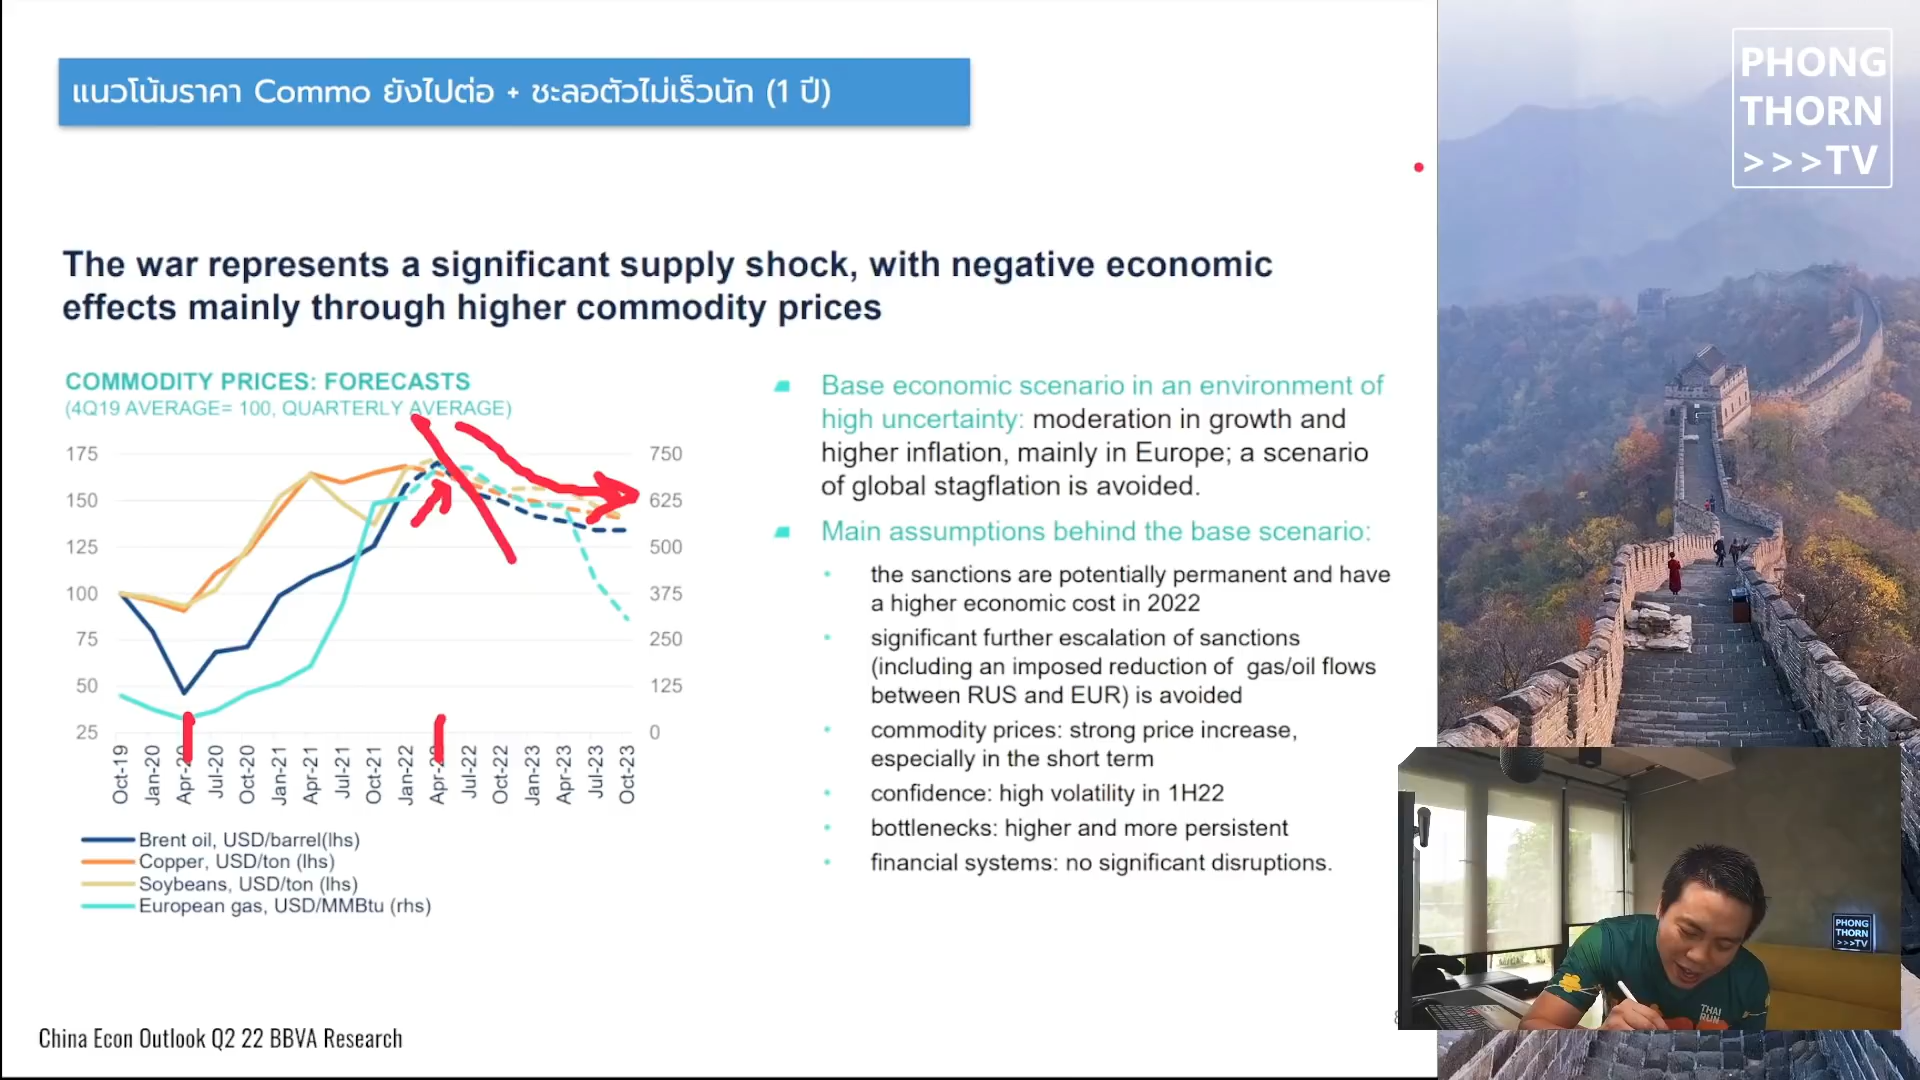 แนวโน้มราคา Commo ยังไปต่อ + ชะลอตัวไม่เร็วนัก (1 ปี)
PHONG
THORN
>>>TV
The war represents a significant supply shock, with negative economic
effects mainly through higher commodity prices
COMMODITY PRICES: FORECASTS
(4Q19 AVERAGE= 100, QUARTERLY AVERAGE)
175
150
125
100
75
50
25
750
625
500
375
250
125
0
Oct-19
Jan-20
Apr-20
Jul-20
Oct-20
Jan-21
Apr-21
Jul-21
Oct-21
Jan-22
Apr-22
Jul-22
Oct-22
Jan-23
Apr-23
Jul-23
Oct-23
Brent oil, USD/barrel(lhs)
Copper, USD/ton (lhs)
Soybeans, USD/ton (lhs)
European gas, USD/MMBtu (rhs)
Base economic scenario in an environment of
high uncertainty: moderation in growth and
higher inflation, mainly in Europe; a scenario
of global stagflation is avoided.
Main assumptions behind the base scenario:
the sanctions are potentially permanent and have
a higher economic cost in 2022
significant further escalation of sanctions
(including an imposed reduction of gas/oil flows
between RUS and EUR) is avoided
commodity prices: strong price increase,
especially in the short term
confidence: high volatility in 1H22
bottlenecks: higher and more persistent
financial systems: no significant disruptions.
China Econ Outlook Q2 22 BBVA Research
PHONG
THORN
>>>TV
THAI
RUN